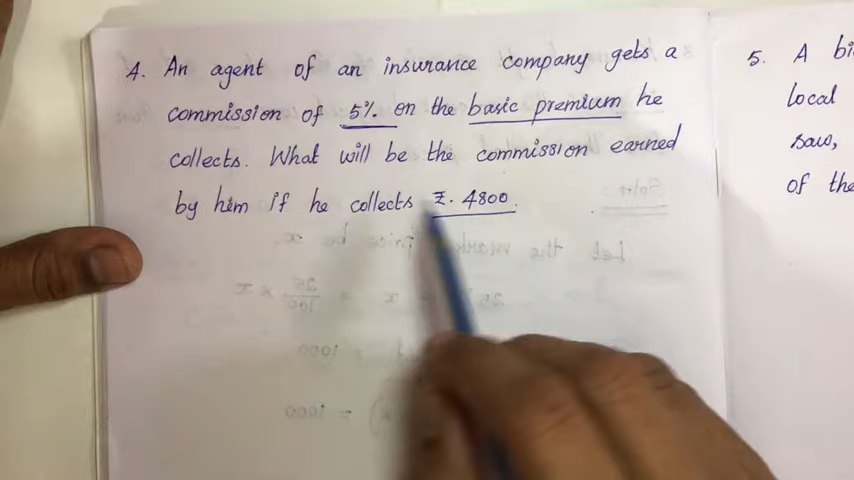 4. An agent of an insurance company gets a
commission of 5%. on the basic premium he
collects. What will be the commission earned
by him if he collects ₹. 4800.
5. A
local
saw,
of the